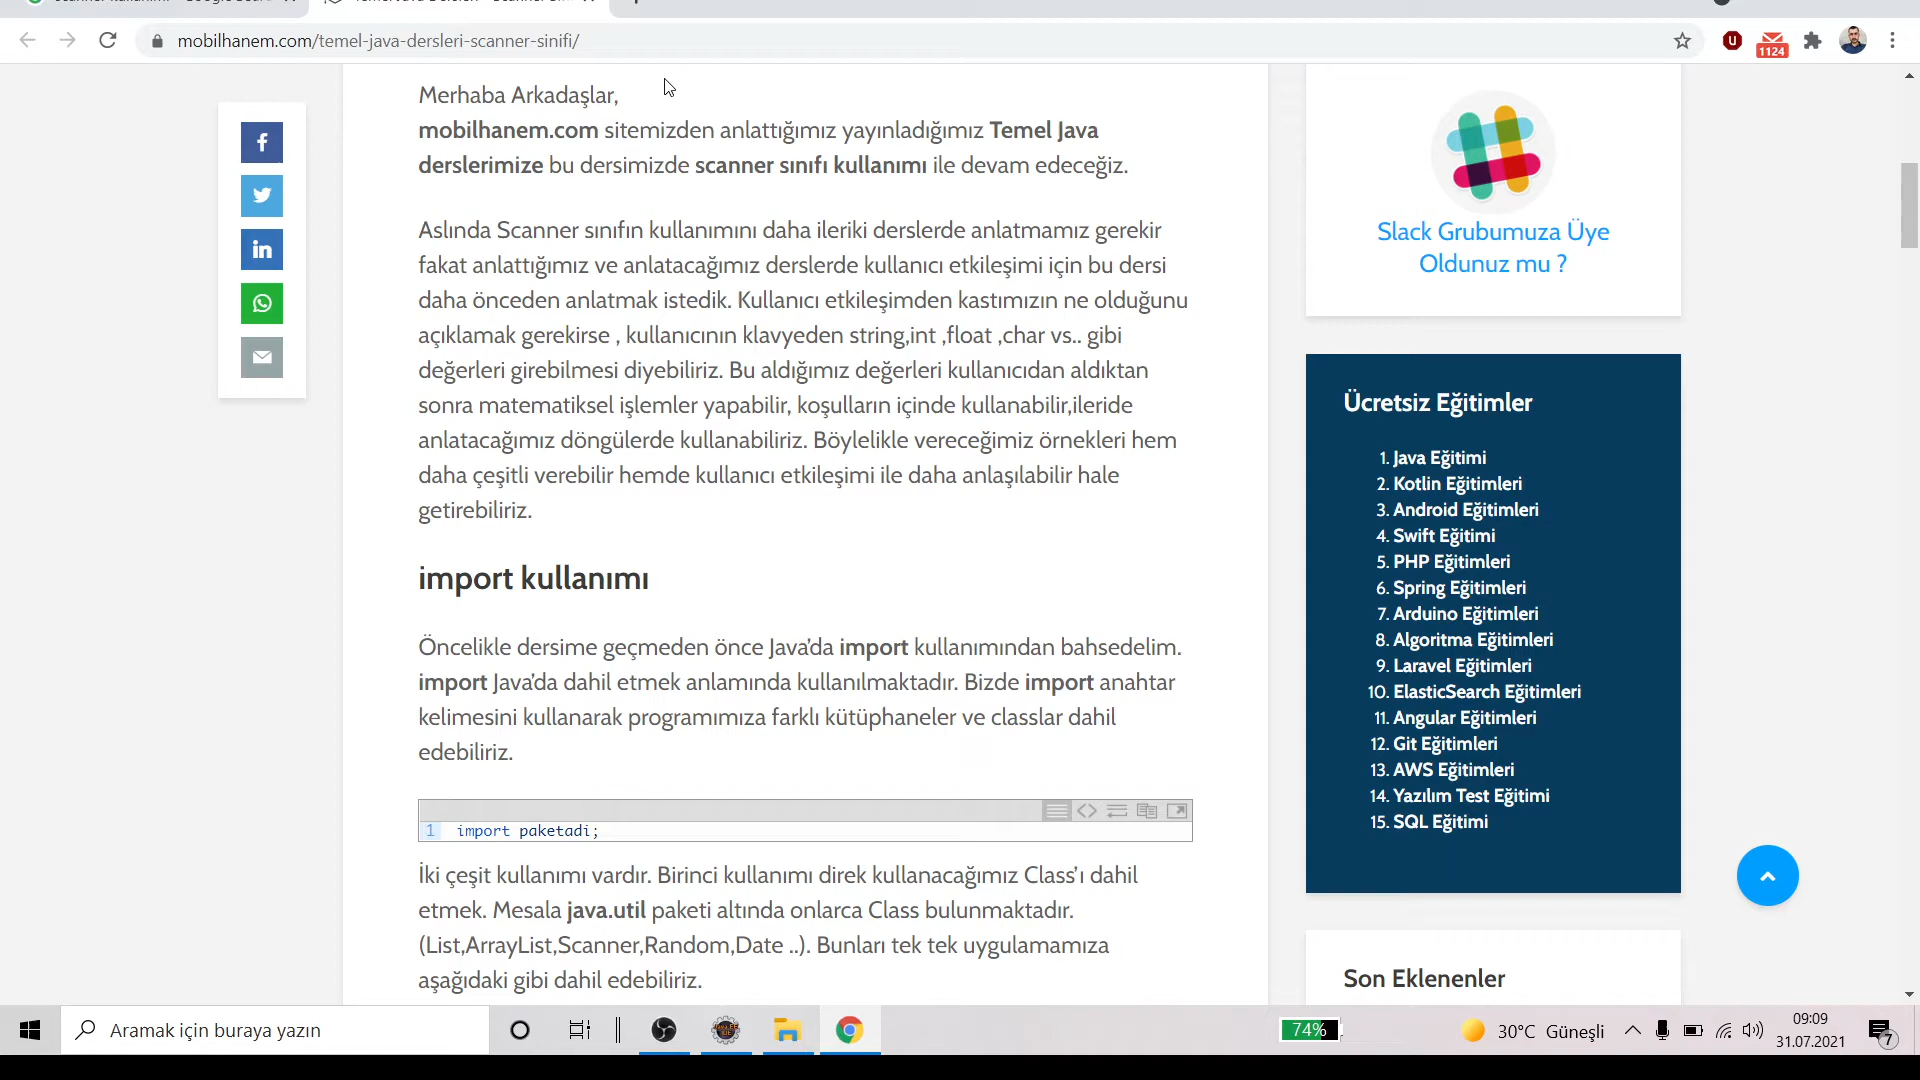 mobilhanem.com/temel-java-dersleri-scanner-sinifi/
U
1124
Merhaba Arkadaşlar,
mobilhanem.com sitemizden anlattığımız yayınladığımız Temel Java
derslerimize bu dersimizde scanner sınıfı kullanımı ile devam edeceğiz.
Aslında Scanner sınıfın kullanımını daha ileriki derslerde anlatmamız gerekir
fakat anlattığımız ve anlatacağımız derslerde kullanıcı etkileşimi için bu dersi
daha önceden anlatmak istedik. Kullanıcı etkileşimden kastımızın ne olduğunu
açıklamak gerekirse , kullanıcının klavyeden string,int ,float ,char vs.. gibi
değerleri girebilmesi diyebiliriz. Bu aldığımız değerleri kullanıcıdan aldıktan
sonra matematiksel işlemler yapabilir, koşulların içinde kullanabilir,ileride
anlatacağımız döngülerde kullanabiliriz. Böylelikle vereceğimiz örnekleri hem
daha çeşitli verebilir hemde kullanıcı etkileşimi ile daha anlaşılabilir hale
getirebiliriz.
import kullanımı
Öncelikle dersime geçmeden önce Java’da import kullanımından bahsedelim.
import Java’da dahil etmek anlamında kullanılmaktadır. Bizde import anahtar
kelimesini kullanarak programımıza farklı kütüphaneler ve classlar dahil
edebiliriz.
1 import paketadi;
İki çeşit kullanımı vardır. Birinci kullanımı direk kullanacağımız Class’ı dahil
etmek. Mesala java.util paketi altında onlarca Class bulunmaktadır.
(List,ArrayList,Scanner,Random,Date ..). Bunları tek tek uygulamamıza
aşağıdaki gibi dahil edebiliriz.
Slack Grubumuza Üye
Oldunuz mu ?
Ücretsiz Eğitimler
1. Java Eğitimi
2. Kotlin Eğitimleri
3. Android Eğitimleri
4. Swift Eğitimi
5. PHP Eğitimleri
6. Spring Eğitimleri
7. Arduino Eğitimleri
8. Algoritma Eğitimleri
9. Laravel Eğitimleri
10. ElasticSearch Eğitimleri
11. Angular Eğitimleri
12. Git Eğitimleri
13. AWS Eğitimleri
14. Yazılım Test Eğitimi
15. SQL Eğitimi
Son Eklenenler
Aramak için buraya yazın
74%
30°C Güneşli
09:09
31.07.2021
7